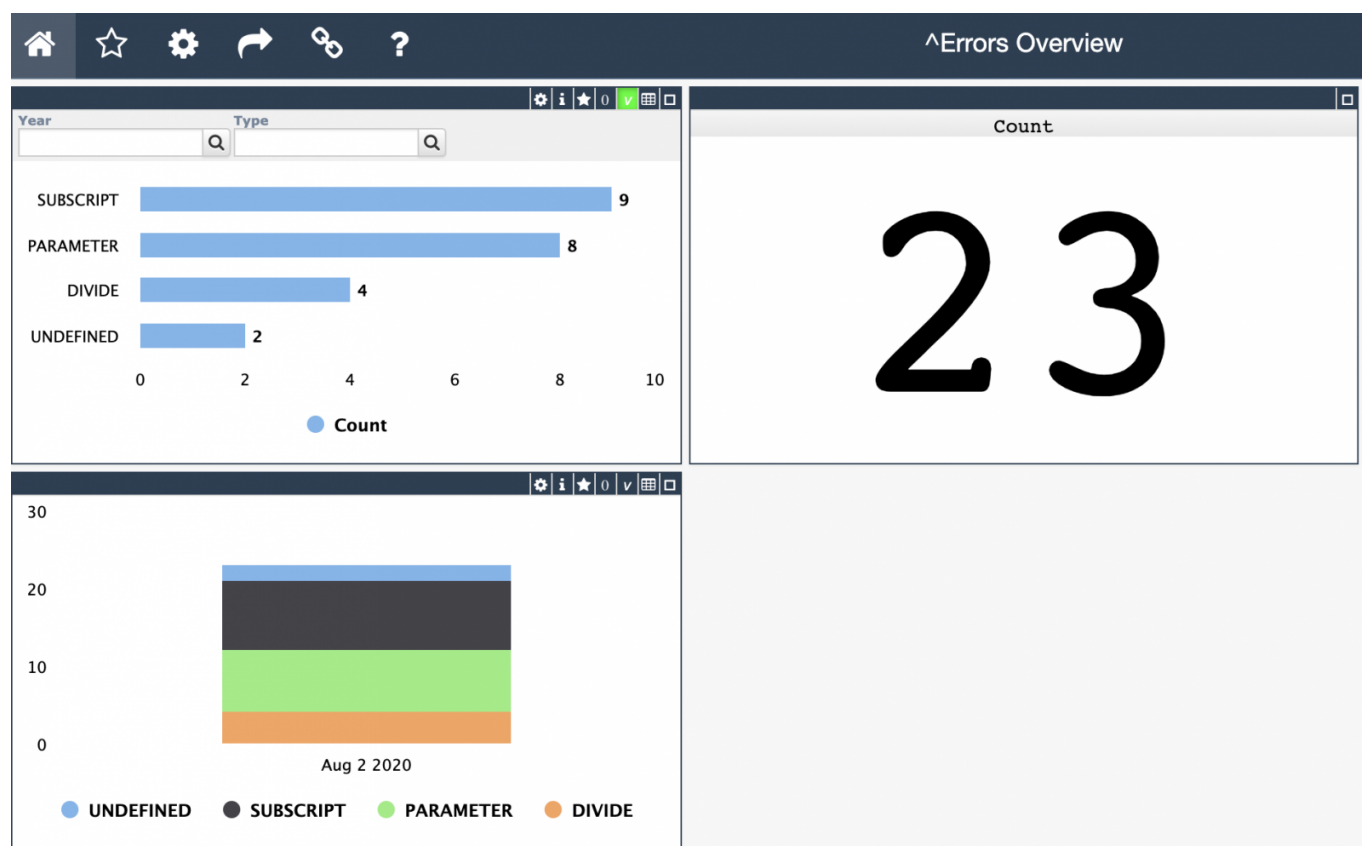 ?
^Errors Overview
i 0 v
Year Type
SUBSCRIPT 9
PARAMETER 8
DIVIDE 4
UNDEFINED 2
0 2 4 6 8 10
Count
Count
23
i 0 v
30
20
10
0
Aug 2 2020
UNDEFINED SUBSCRIPT PARAMETER DIVIDE